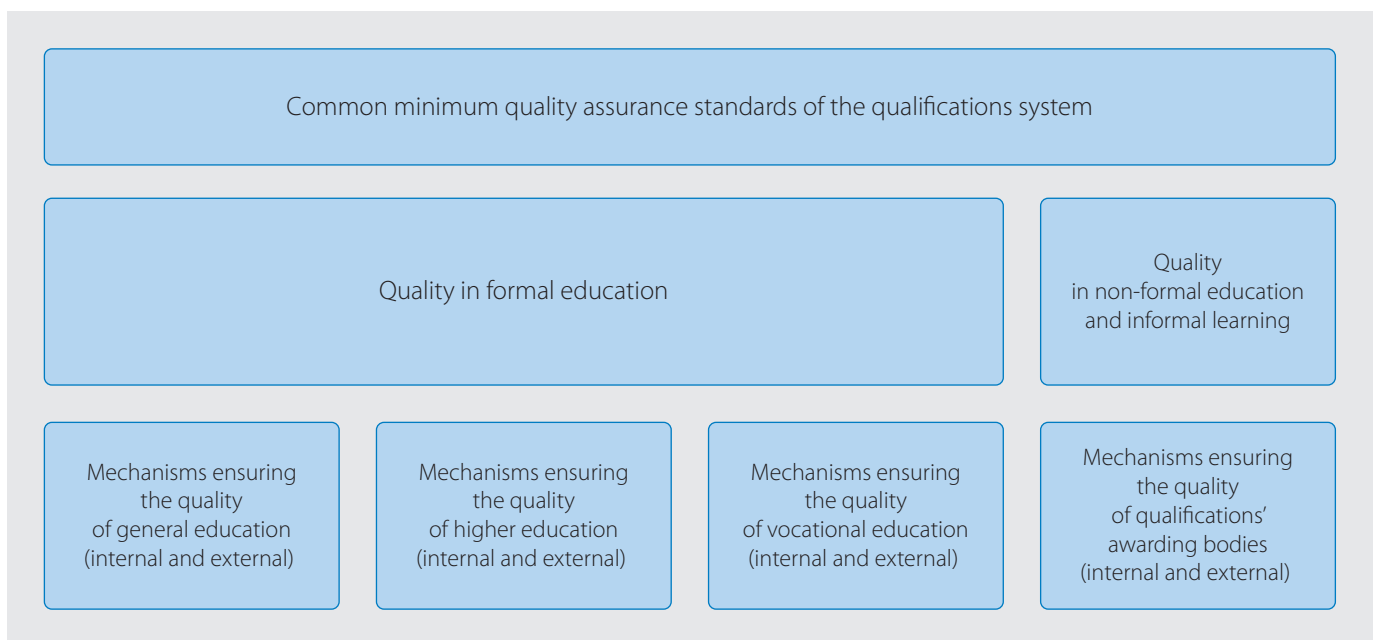 Common minimum quality assurance standards of the qualifications system
Quality in formal education
Quality
in non-formal education
and informal learning
Mechanisms ensuring
the quality
of general education
(internal and external)
Mechanisms ensuring
the quality
of higher education
(internal and external)
Mechanisms ensuring
the quality
of vocational education
(internal and external)
Mechanisms ensuring
the quality
of qualifications’
awarding bodies
(internal and external)